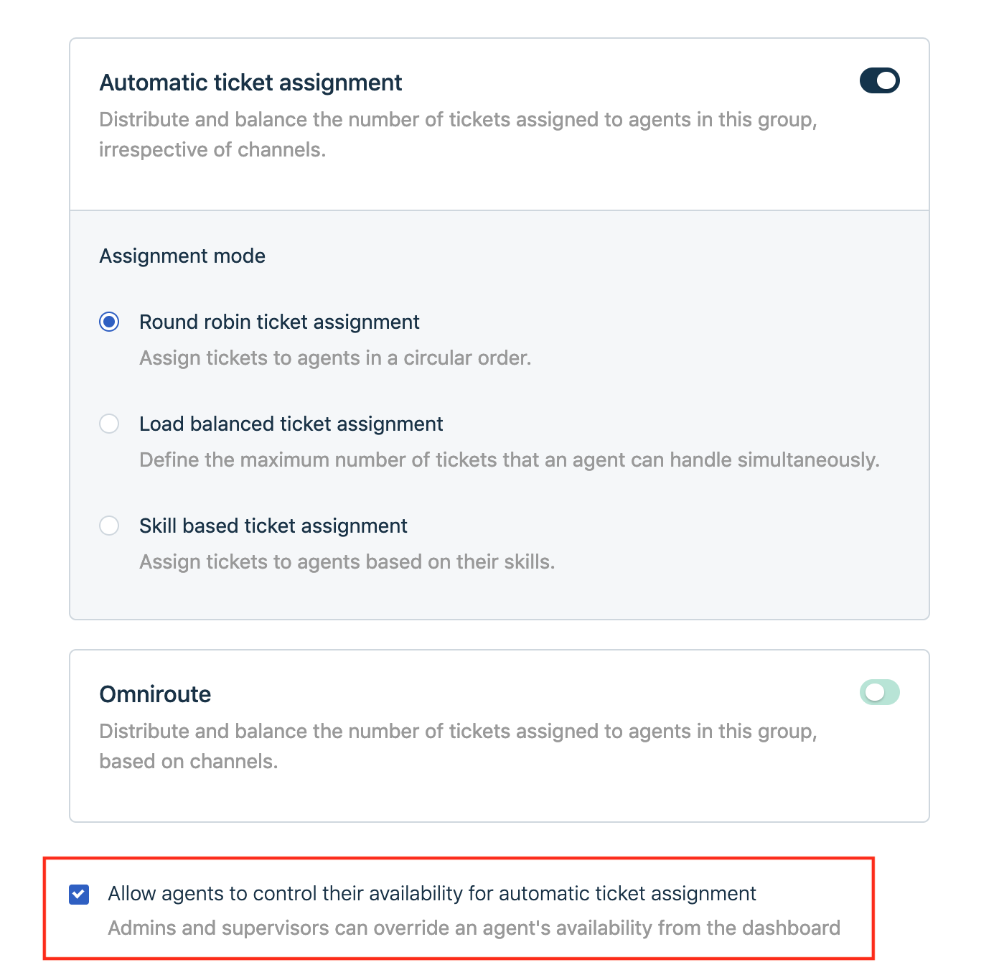 Automatic ticket assignment
Distribute and balance the number of tickets assigned to agents in this group,
irrespective of channels.
Assignment mode
Round robin ticket assignment
Assign tickets to agents in a circular order.
Load balanced ticket assignment
Define the maximum number of tickets that an agent can handle simultaneously.
Skill based ticket assignment
Assign tickets to agents based on their skills.
Omniroute
Distribute and balance the number of tickets assigned to agents in this group,
based on channels.
Allow agents to control their availability for automatic ticket assignment
Admins and supervisors can override an agent's availability from the dashboard